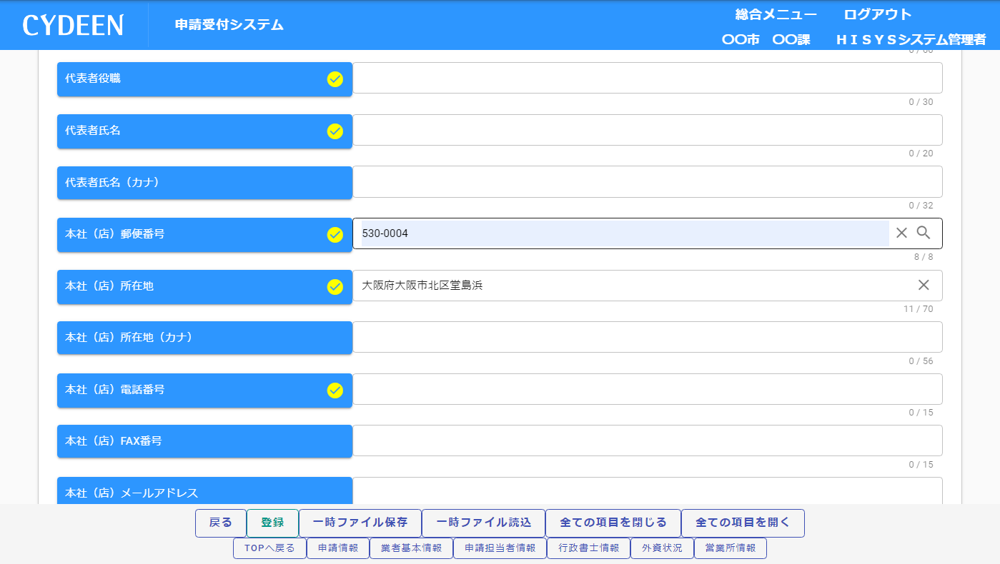 CYDEEN
申請受付システム
総合メニュー ログアウト
〇〇市 〇〇課 ＨＩＳＹＳシステム管理者
0 / 60
代表者役職
0 / 30
代表者氏名
0 / 20
代表者氏名（カナ）
0 / 32
本社（店）郵便番号
530-0004
8 / 8
本社（店）所在地
大阪府大阪市北区堂島浜
11 / 70
本社（店）所在地（カナ）
0 / 56
本社（店）電話番号
0 / 15
本社（店）FAX番号
0 / 15
本社（店）メールアドレス
戻る 登録 一時ファイル保存 一時ファイル読込 全ての項目を閉じる 全ての項目を開く
TOPへ戻る 申請情報 業者基本情報 申請担当者情報 行政書士情報 外資状況 営業所情報